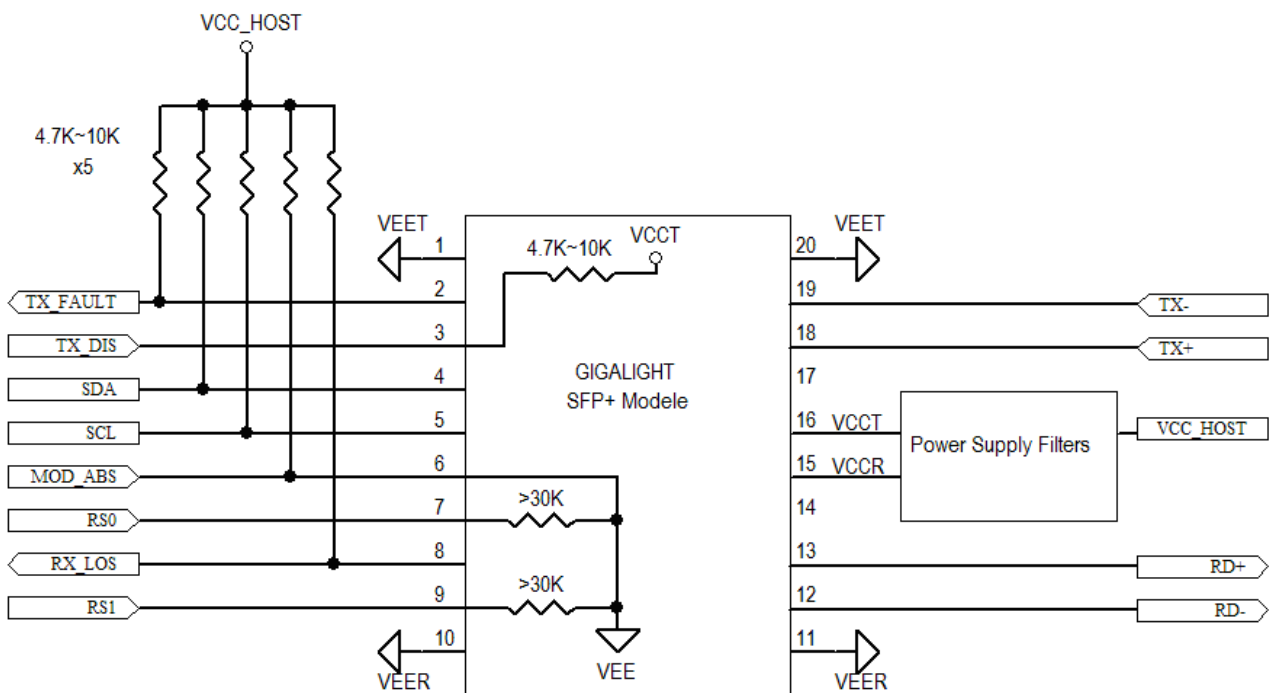 VCC_HOST
4.7K~10K
x5
VEET
1
4.7K~10K
VCCT
20
VEET
TX_FAULT
2
19
TX-
TX_DIS
3
18
TX+
SDA
4
GIGALIGHT
SFP+ Modele
17
SCL
5
16
VCCT
Power Supply Filters
VCC_HOST
MOD_ABS
6
15
VCCR
RS0
7
>30K
14
RX_LOS
8
13
RD+
RS1
9
>30K
12
RD-
10
VEER
VEE
11
VEER